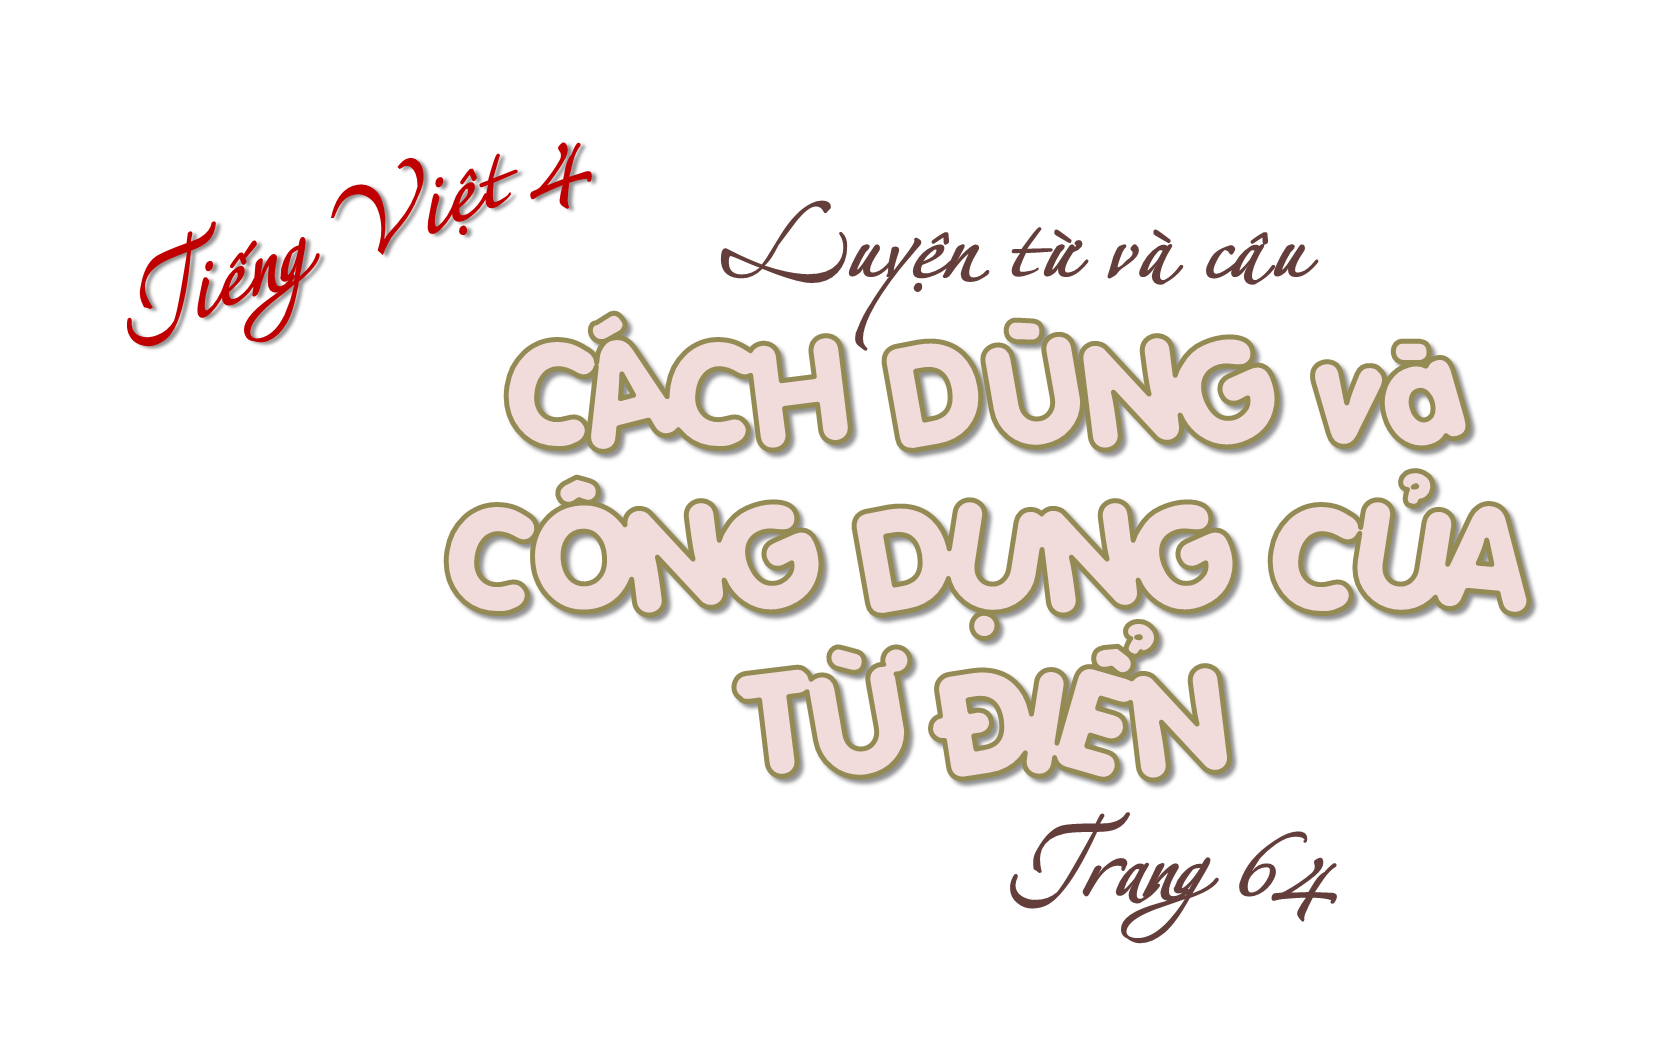 Tiếng Việt 4
Luyện từ và câu
CÁCH DÙNG và
CÔNG DỤNG CỦA
TỪ ĐIỂN
Trang 64